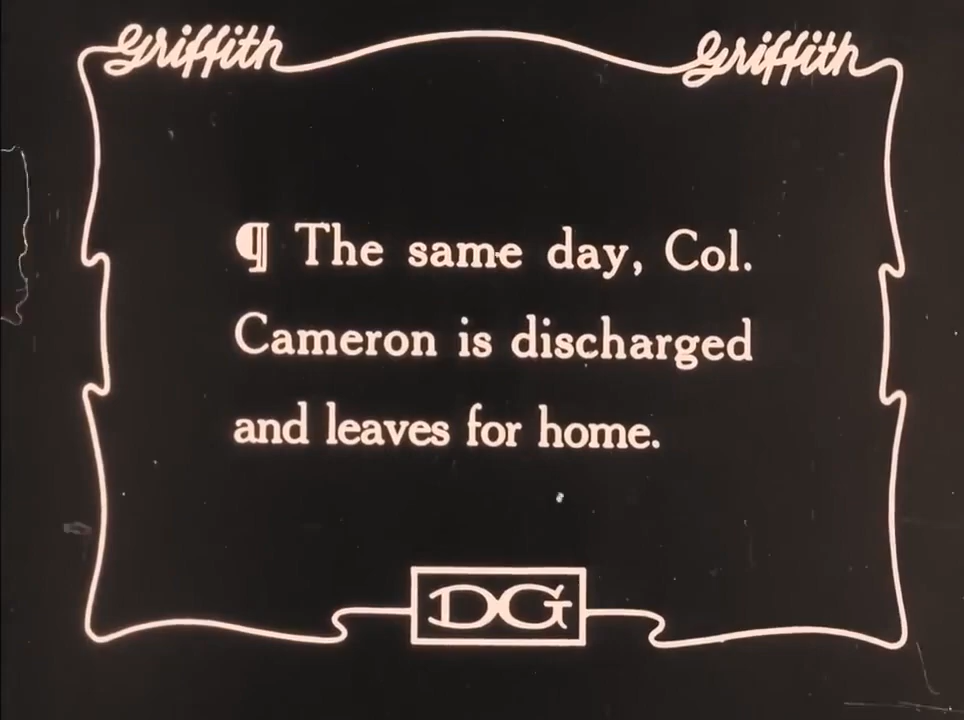 Griffith Griffith
¶ The same day, Col.
Cameron is discharged
and leaves for home.
DG